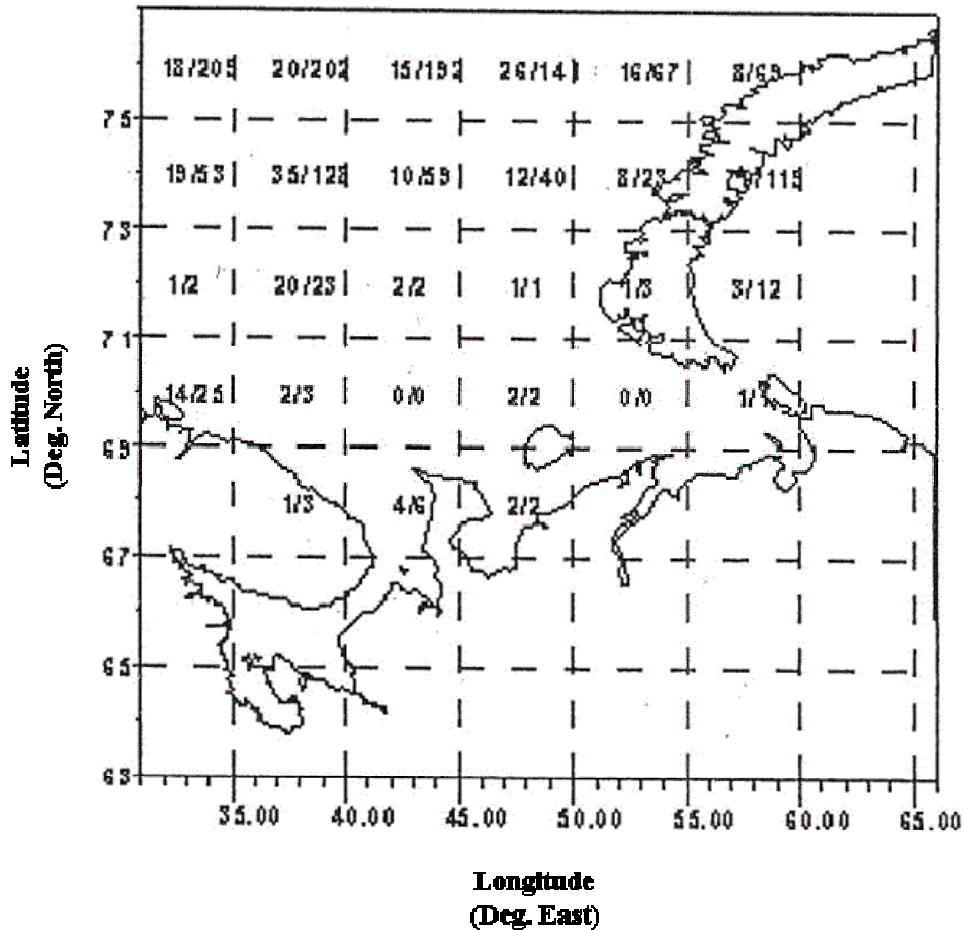 18/205 20/202 15/192 26/14 16/67 8/69
75
19/53 35/128 10/59 12/40 8/23 /115
73
1/2 20/23 2/2 1/1 1/3 3/12
71
14/25 2/3 0/0 2/2 0/0 1/
69
1/3 4/6 2/2
67
65
63
35.00 40.00 45.00 50.00 55.00 60.00 65.00
Latitude
(Deg. North)
Longitude
(Deg. East)